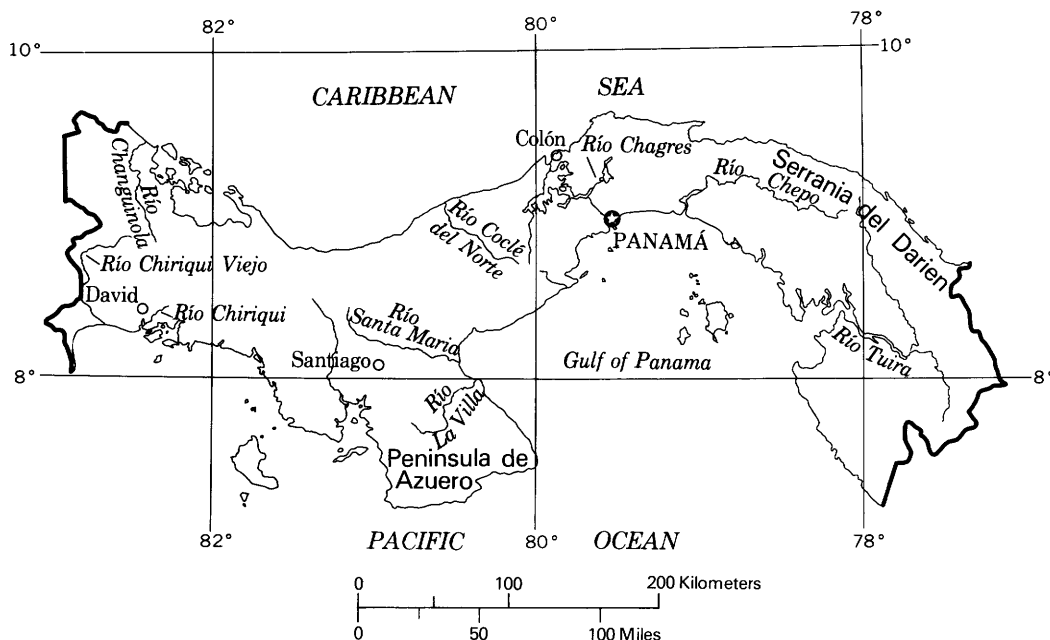 82°
80°
78°
10°
10°
CARIBBEAN
SEA
Colón
Río Chagres
Río
Changuinola
Río
Chepo
Serrania del Darien
Río Coclé
del Norte
PANAMÁ
Río Chiriqui Viejo
David
Río Chiriqui
Río
Santa Maria
Santiago
Gulf of Panama
Río Tuira
8°
8°
Río
La Villa
Peninsula de
Azuero
82°
PACIFIC
80°
OCEAN
78°
0
100
200 Kilometers
0
50
100 Miles